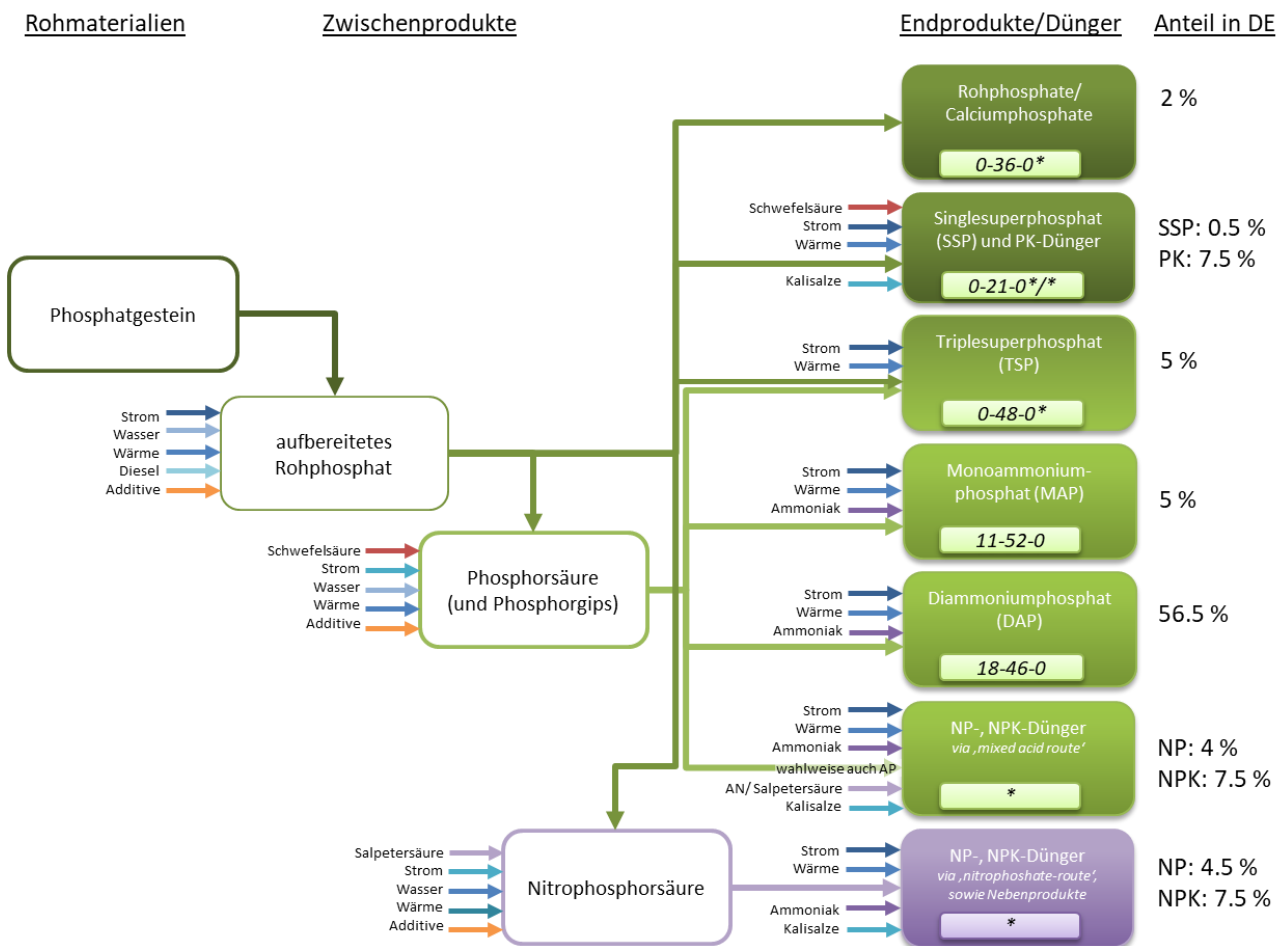 Rohmaterialien
Zwischenprodukte
Endprodukte/Dünger
Anteil in DE
Rohphosphate/
Calciumphosphate
0-36-0*
2 %
Schwefelsäure
Strom
Wärme
Kalisalze
Singlesuperphosphat
(SSP) und PK-Dünger
0-21-0*/*
SSP: 0.5 %
PK: 7.5 %
Phosphatgestein
Strom
Wärme
Triplesuperphosphat
(TSP)
0-48-0*
5 %
Strom
Wasser
Wärme
Diesel
Additive
aufbereitetes
Rohphosphat
Strom
Wärme
Ammoniak
Monoammonium-
phosphat (MAP)
11-52-0
5 %
Schwefelsäure
Strom
Wasser
Wärme
Additive
Phosphorsäure
(und Phosphorgips)
Strom
Wärme
Ammoniak
Diammoniumphosphat
(DAP)
18-46-0
56.5 %
Strom
Wärme
Ammoniak
wahlweise auch AP
AN/Salpetersäure
Kalisalze
NP-, NPK-Dünger
via ‚mixed acid route'
*
NP: 4 %
NPK: 7.5 %
Salpetersäure
Strom
Wasser
Wärme
Additive
Nitrophosphorsäure
Strom
Wärme
Ammoniak
Kalisalze
NP-, NPK-Dünger
via ‚nitrophoshate-route',
sowie Nebenprodukte
*
NP: 4.5 %
NPK: 7.5 %